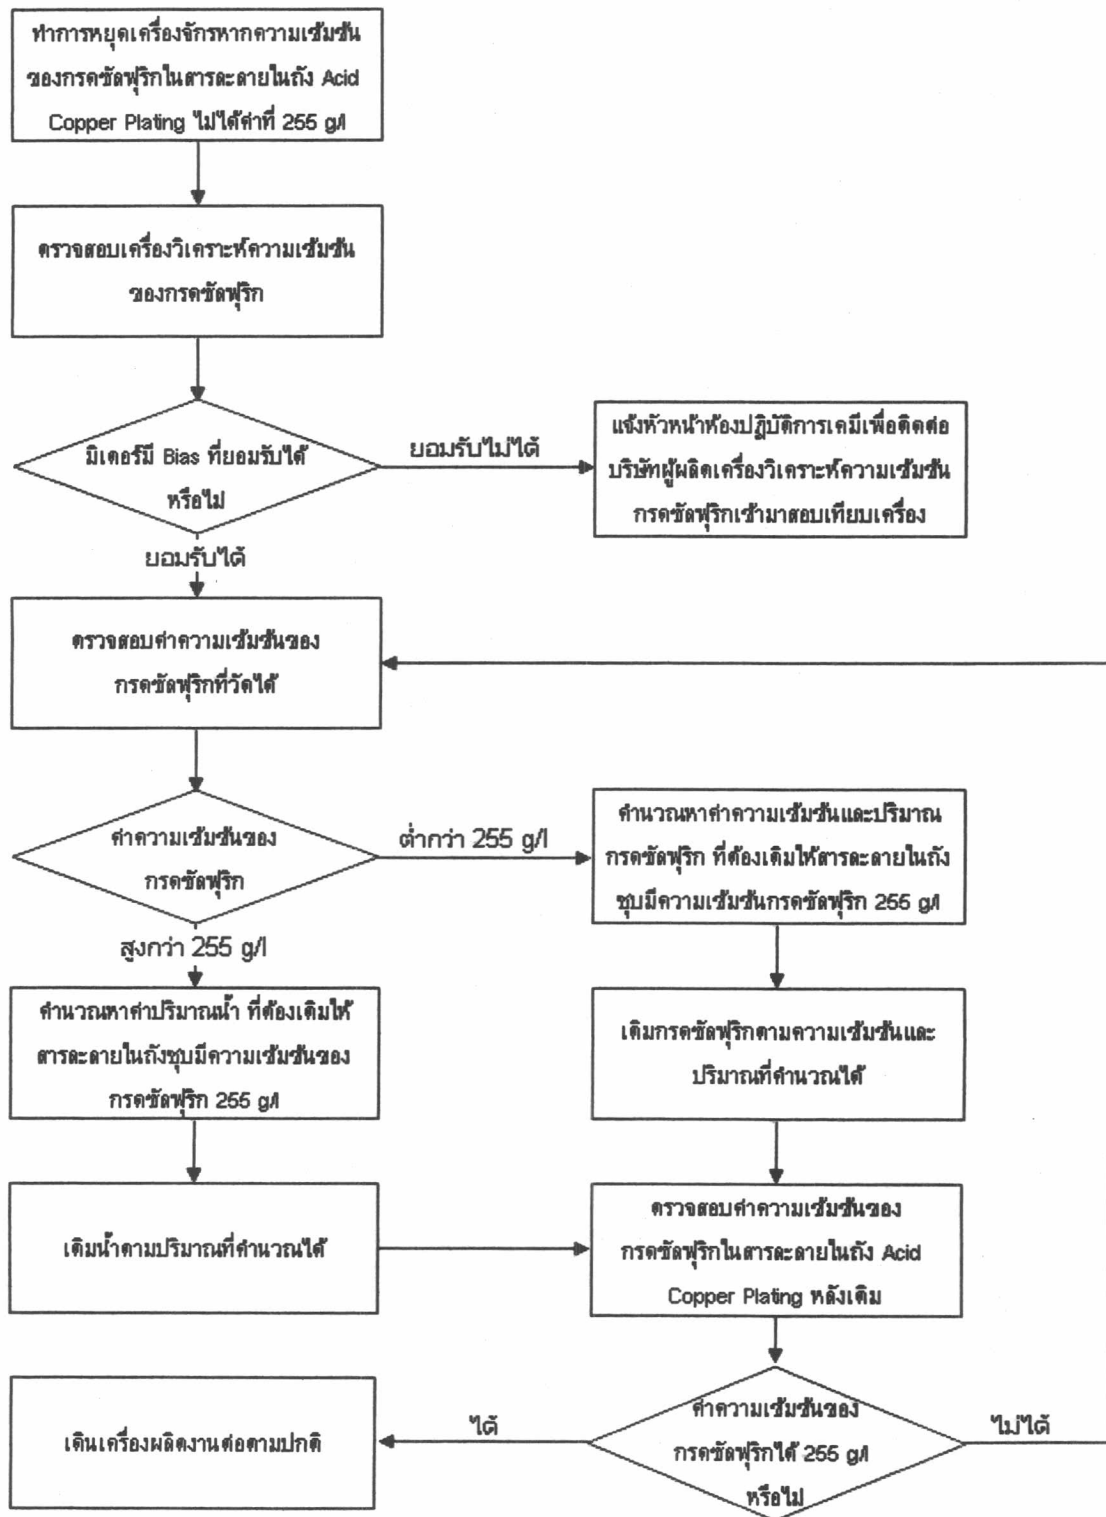 ทำการหยุดเครื่องจักรหากความเข้มข้น
ของกรดซัลฟุริกในสารละลายในถัง Acid
Copper Plating ไม่ได้ค่าที่ 255 g/l
ตรวจสอบเครื่องวิเคราะห์ความเข้มข้น
ของกรดซัลฟุริก
มิเตอร์มี Bias ที่ยอมรับได้
หรือไม่
ยอมรับไม่ได้
แจ้งหัวหน้าห้องปฏิบัติการเคมีเพื่อติดต่อ
บริษัทผู้ผลิตเครื่องวิเคราะห์ความเข้มข้น
กรดซัลฟุริกเข้ามาสอบเทียบเครื่อง
ยอมรับได้
ตรวจสอบค่าความเข้มข้นของ
กรดซัลฟุริกที่วัดได้
ค่าความเข้มข้นของ
กรดซัลฟุริก
ต่ำกว่า 255 g/l
คำนวณหาค่าความเข้มข้นและปริมาณ
กรดซัลฟุริก ที่ต้องเติมให้สารละลายในถัง
ชุบมีความเข้มข้นกรดซัลฟุริก 255 g/l
สูงกว่า 255 g/l
คำนวณหาค่าปริมาณน้ำ ที่ต้องเติมให้
สารละลายในถังชุบมีความเข้มข้นของ
กรดซัลฟุริก 255 g/l
เติมกรดซัลฟุริกตามความเข้มข้นและ
ปริมาณที่คำนวณได้
เติมน้ำตามปริมาณที่คำนวณได้
ตรวจสอบค่าความเข้มข้นของ
กรดซัลฟุริกในสารละลายในถัง Acid
Copper Plating หลังเติม
ค่าความเข้มข้นของ
กรดซัลฟุริกได้ 255 g/l
หรือไม่
ได้
ไม่ได้
เดินเครื่องผลิตงานต่อตามปกติ